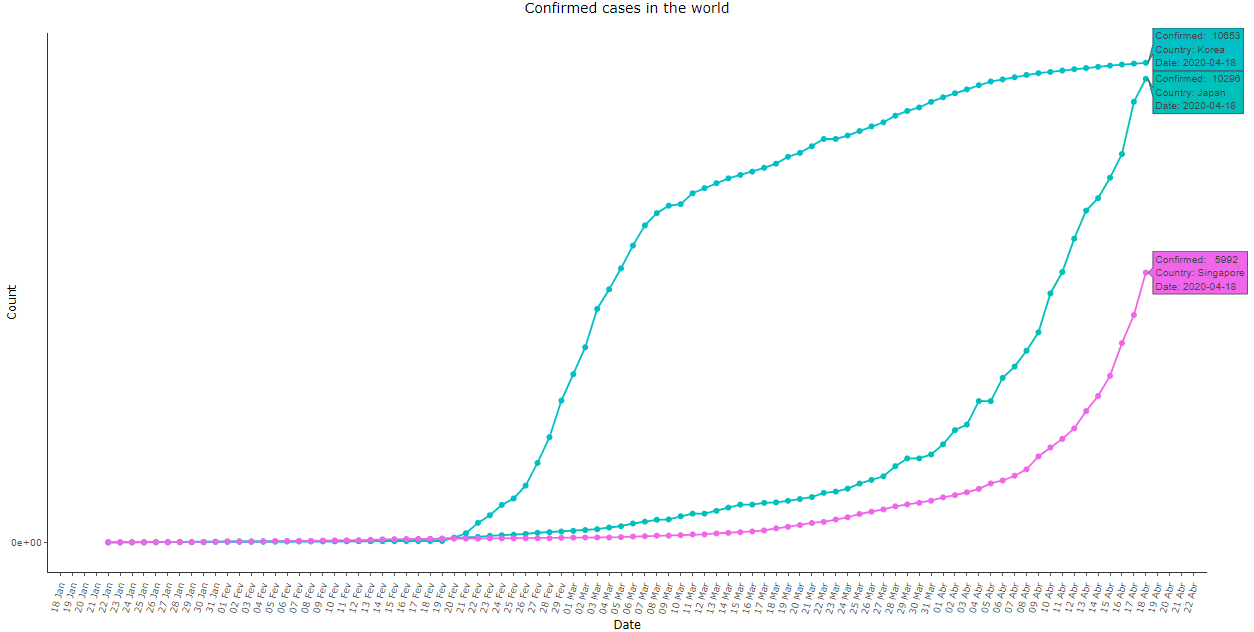 Confirmed cases in the world
Confirmed: 10653
Country: Korea
Date: 2020-04-18
Confirmed: 10296
Country: Japan
Date: 2020-04-18
Confirmed: 5992
Country: Singapore
Date: 2020-04-18
Count
0e+00
18 Jan
19 Jan
20 Jan
21 Jan
22 Jan
23 Jan
24 Jan
25 Jan
26 Jan
27 Jan
28 Jan
29 Jan
30 Jan
30 Jan
01 Fev
02 Fev
03 Fev
04 Fev
05 Fev
06 Fev
07 Fev
08 Fev
09 Fev
10 Fev
11 Fev
12 Fev
13 Fev
14 Fev
15 Fev
16 Fev
17 Fev
18 Fev
19 Fev
20 Fev
21 Fev
22 Fev
23 Fev
24 Fev
25 Fev
26 Fev
27 Fev
28 Fev
29 Fev
01 Mar
02 Mar
03 Mar
04 Mar
05 Mar
06 Mar
07 Mar
08 Mar
09 Mar
10 Mar
11 Mar
12 Mar
13 Mar
14 Mar
15 Mar
16 Mar
17 Mar
18 Mar
19 Mar
20 Mar
21 Mar
22 Mar
23 Mar
24 Mar
25 Mar
26 Mar
27 Mar
28 Mar
29 Mar
30 Mar
31 Mar
01 Abr
02 Abr
03 Abr
04 Abr
05 Abr
06 Abr
07 Abr
08 Abr
09 Abr
10 Abr
11 Abr
12 Abr
13 Abr
14 Abr
15 Abr
16 Abr
17 Abr
18 Abr
19 Abr
20 Abr
21 Abr
22 Abr
Date